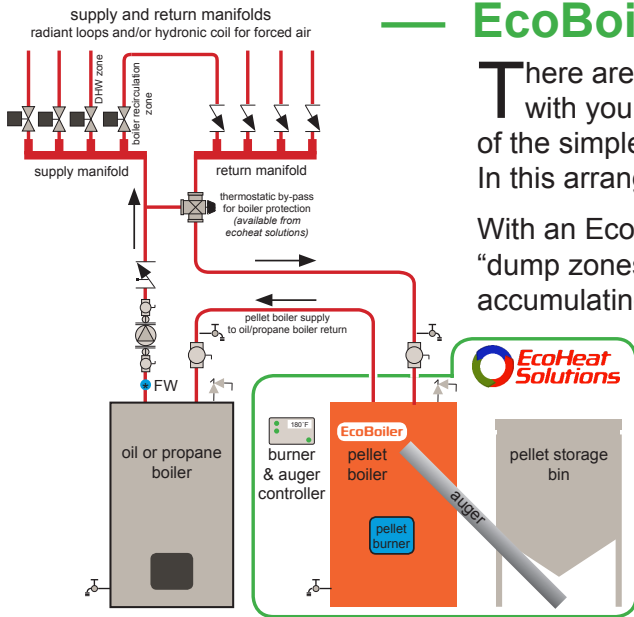 supply and return manifolds
radiant loops and/or hydronic coil for forced air
DHW zone
boiler recirculation
zone
supply manifold
return manifold
thermostatic by-pass
for boiler protection
(available from
ecoheat solutions)
pellet boiler supply
to oil/propane boiler return
FW
oil or propane
boiler
180˚F
burner
& auger
controller
EcoBoiler
pellet
boiler
pellet
burner
auger
EcoHeat
Solutions
pellet storage
bin
— EcoBoil
There are
with you
of the simple
In this arrang
With an Eco
“dump zones
accumulatin